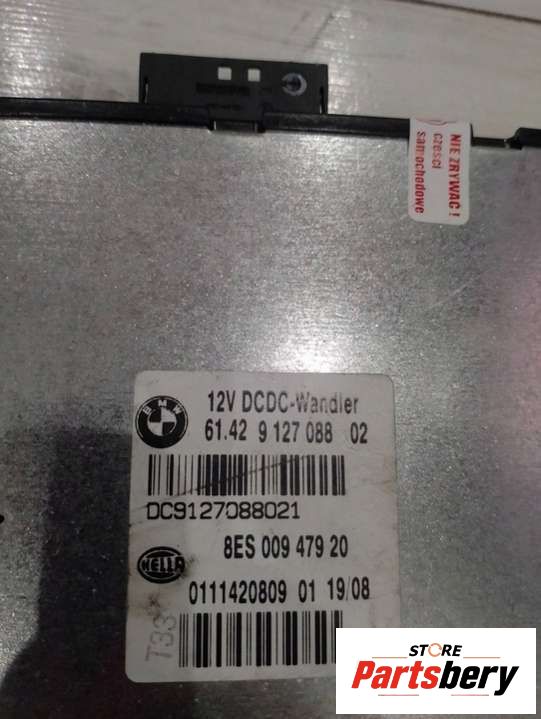 NIE ZRYWAĆ !
części
samochodowe
BMW
12V DCDC-Wandler
61.42 9 127 088 02
DC9127088021
8ES 009 479 20
HELLA
0111420809 01 19/08
T33
STORE
Partsbery